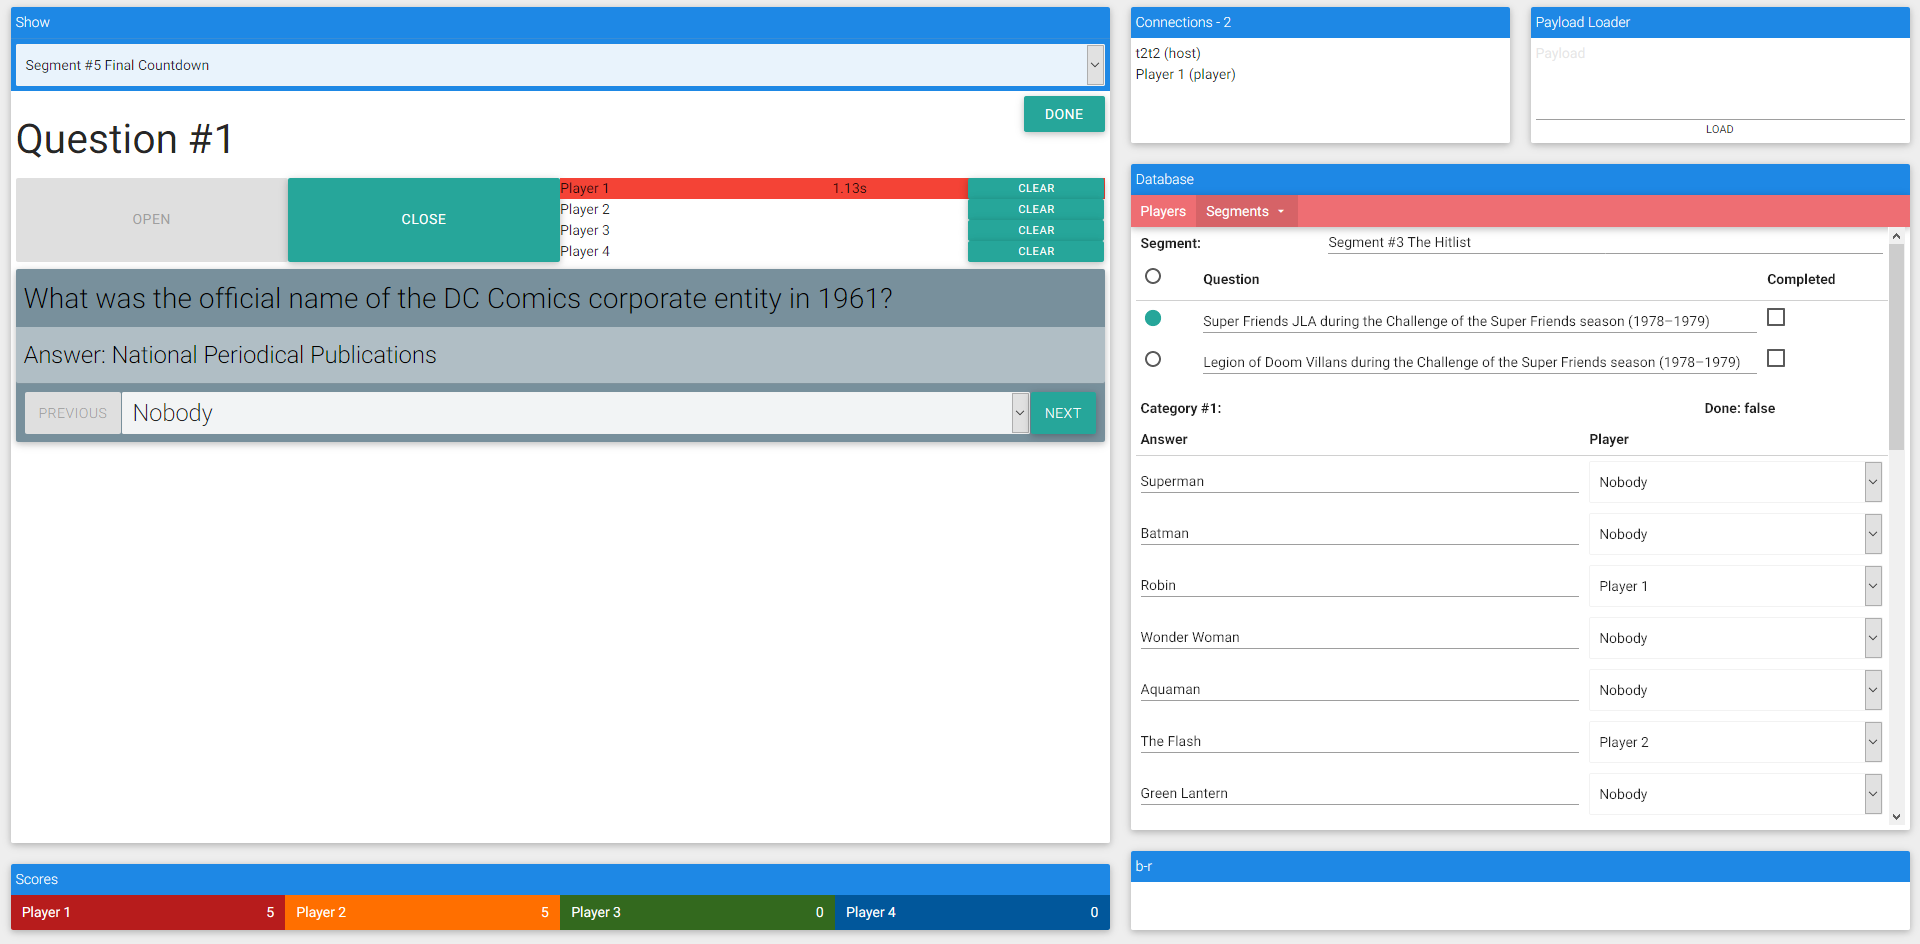 Show
Segment #5 Final Countdown
DONE
Question #1
OPEN
CLOSE
Player 1 1.13s CLEAR
Player 2 CLEAR
Player 3 CLEAR
Player 4 CLEAR
What was the official name of the DC Comics corporate entity in 1961?
Answer: National Periodical Publications
PREVIOUS Nobody NEXT
Scores
Player 1 5 Player 2 5 Player 3 0 Player 4 0
Connections - 2
t2t2 (host)
Player 1 (player)
Payload Loader
Payload
LOAD
Database
Players Segments
Segment: Segment #3 The Hitlist
Question Completed
Super Friends JLA during the Challenge of the Super Friends season (1978–1979)
Legion of Doom Villans during the Challenge of the Super Friends season (1978–1979)
Category #1: Done: false
Answer Player
Superman Nobody
Batman Nobody
Robin Player 1
Wonder Woman Nobody
Aquaman Nobody
The Flash Player 2
Green Lantern Nobody
b-r